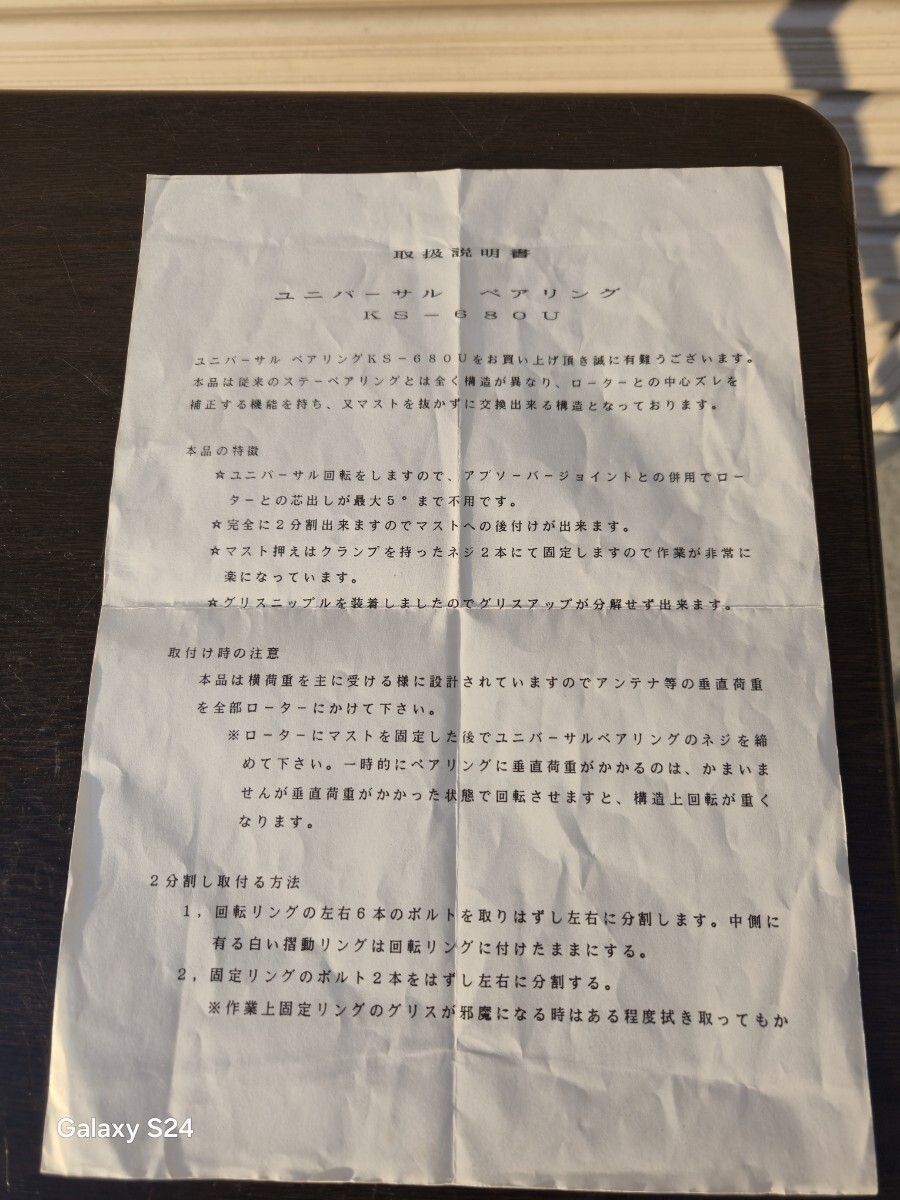 取扱説明書
ユニバーサル ベアリング
KS-680U
ユニバーサル ベアリングKS-680Uをお買い上げ頂き誠に有難うございます。
本品は従来のステーベアリングとは全く構造が異なり、ローターとの中心ズレを
補正する機能を持ち、又マストを抜かずに交換出来る構造となっております。
本品の特徴
☆ユニバーサル回転をしますので、アブソーバージョイントとの併用でロー
ターとの芯出しが最大5°まで不用です。
☆完全に2分割出来ますのでマストへの後付けが出来ます。
☆マスト押えはクランプを持ったネジ2本にて固定しますので作業が非常に
楽になっています。
☆グリスニップルを装着しましたのでグリスアップが分解せず出来ます。
取付け時の注意
本品は横荷重を主に受ける様に設計されていますのでアンテナ等の垂直荷重
を全部ローターにかけて下さい。
※ローターにマストを固定した後でユニバーサルベアリングのネジを締
めて下さい。一時的にベアリングに垂直荷重がかかるのは、かまいま
せんが垂直荷重がかかった状態で回転させますと、構造上回転が重く
なります。
2分割し取付る方法
1,回転リングの左右6本のボルトを取りはずし左右に分割します。中側に
有る白い摺動リングは回転リングに付けたままにする。
2,固定リングのボルト2本をはずし左右に分割する。
※作業上固定リングのグリスが邪魔になる時はある程度拭き取ってもか
Galaxy S24